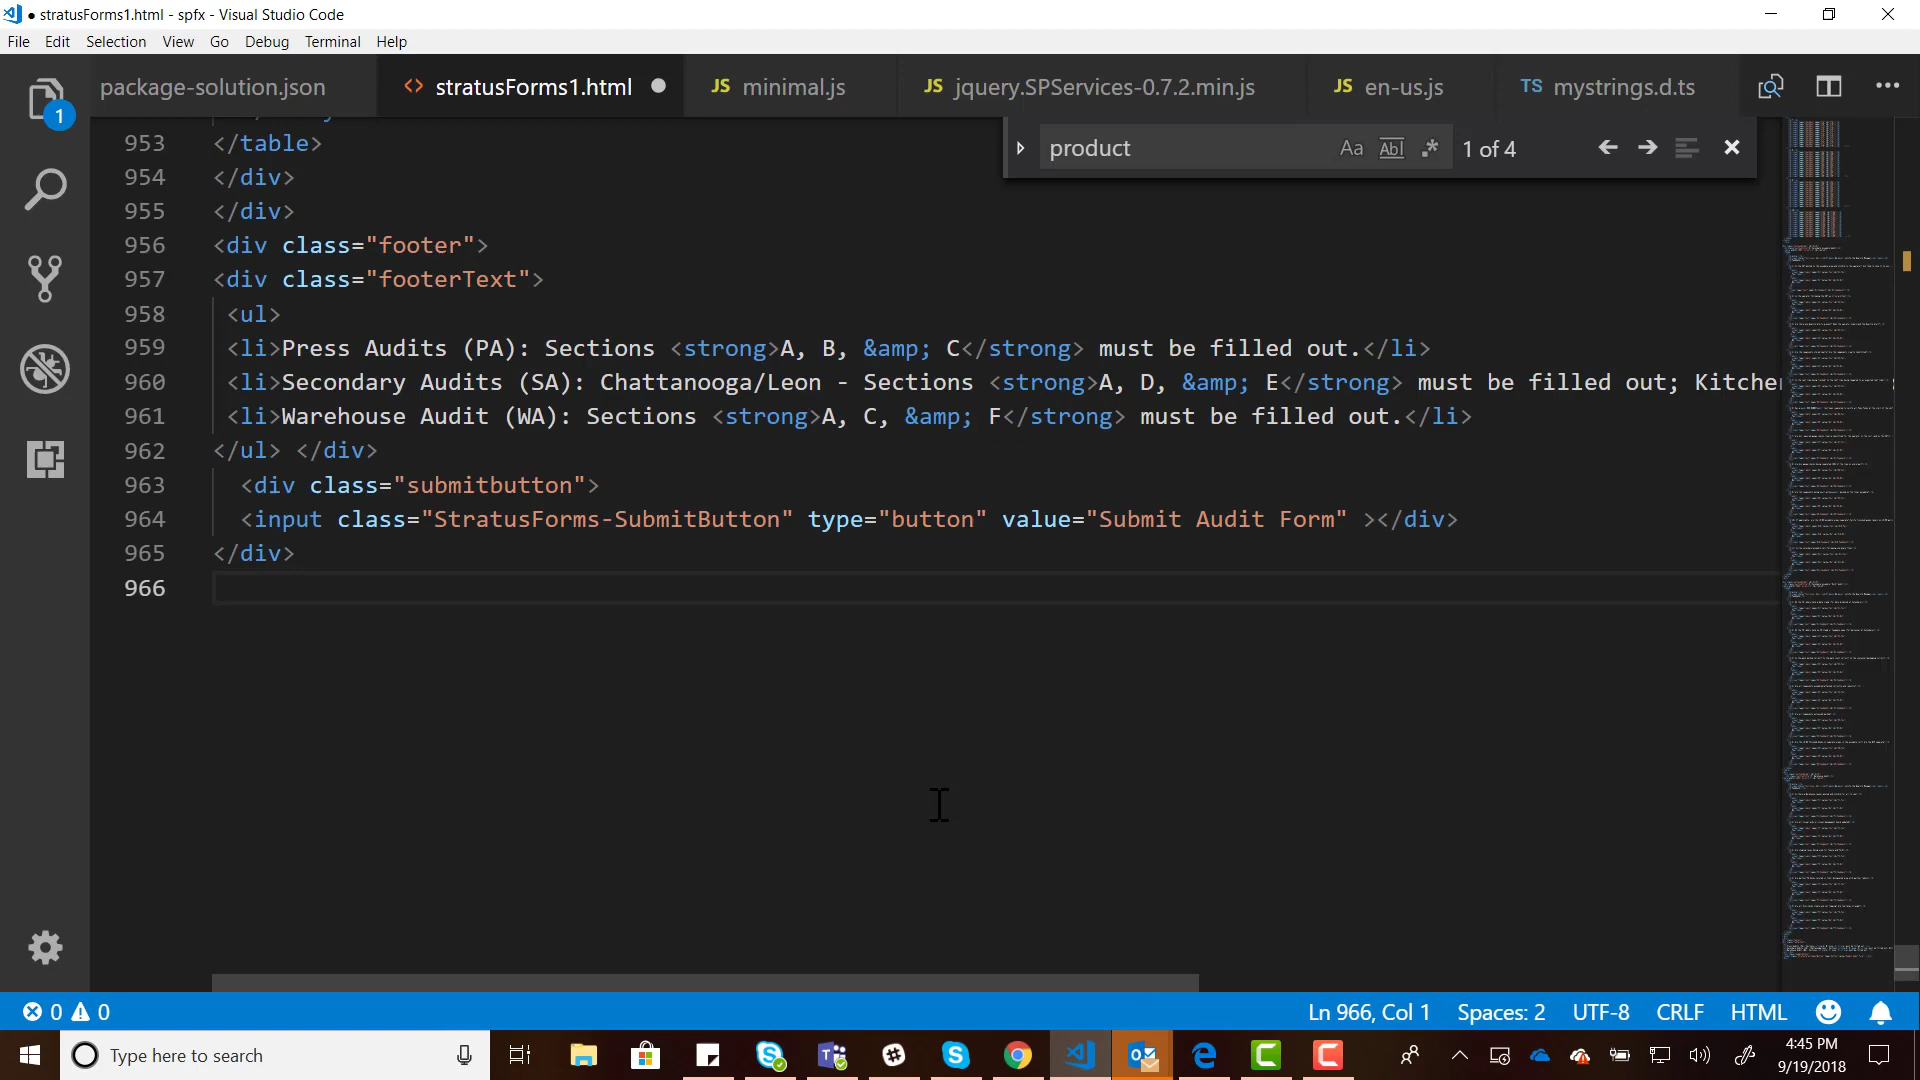 ● stratusForms1.html - spfx - Visual Studio Code
File Edit Selection View Go Debug Terminal Help
package-solution.json <> stratusForms1.html JS minimal.js JS jquery.SPServices-0.7.2.min.js JS en-us.js TS mystrings.d.ts
1
product Aa Abl .* 1 of 4
953 </table>
954 </div>
955 </div>
956 <div class="footer">
957 <div class="footerText">
958 <ul>
959 <li>Press Audits (PA): Sections <strong>A, B, &amp; C</strong> must be filled out.</li>
960 <li>Secondary Audits (SA): Chattanooga/Leon - Sections <strong>A, D, &amp; E</strong> must be filled out;
961 <li>Warehouse Audit (WA): Sections <strong>A, C, &amp; F</strong> must be filled out.</li>
962 </ul> </div>
963 <div class="submitbutton">
964 <input class="StratusForms-SubmitButton" type="button" value="Submit Audit Form" ></div>
965 </div>
966
0 0 Ln 966, Col 1 Spaces: 2 UTF-8 CRLF HTML
Type here to search
4:45 PM
9/19/2018